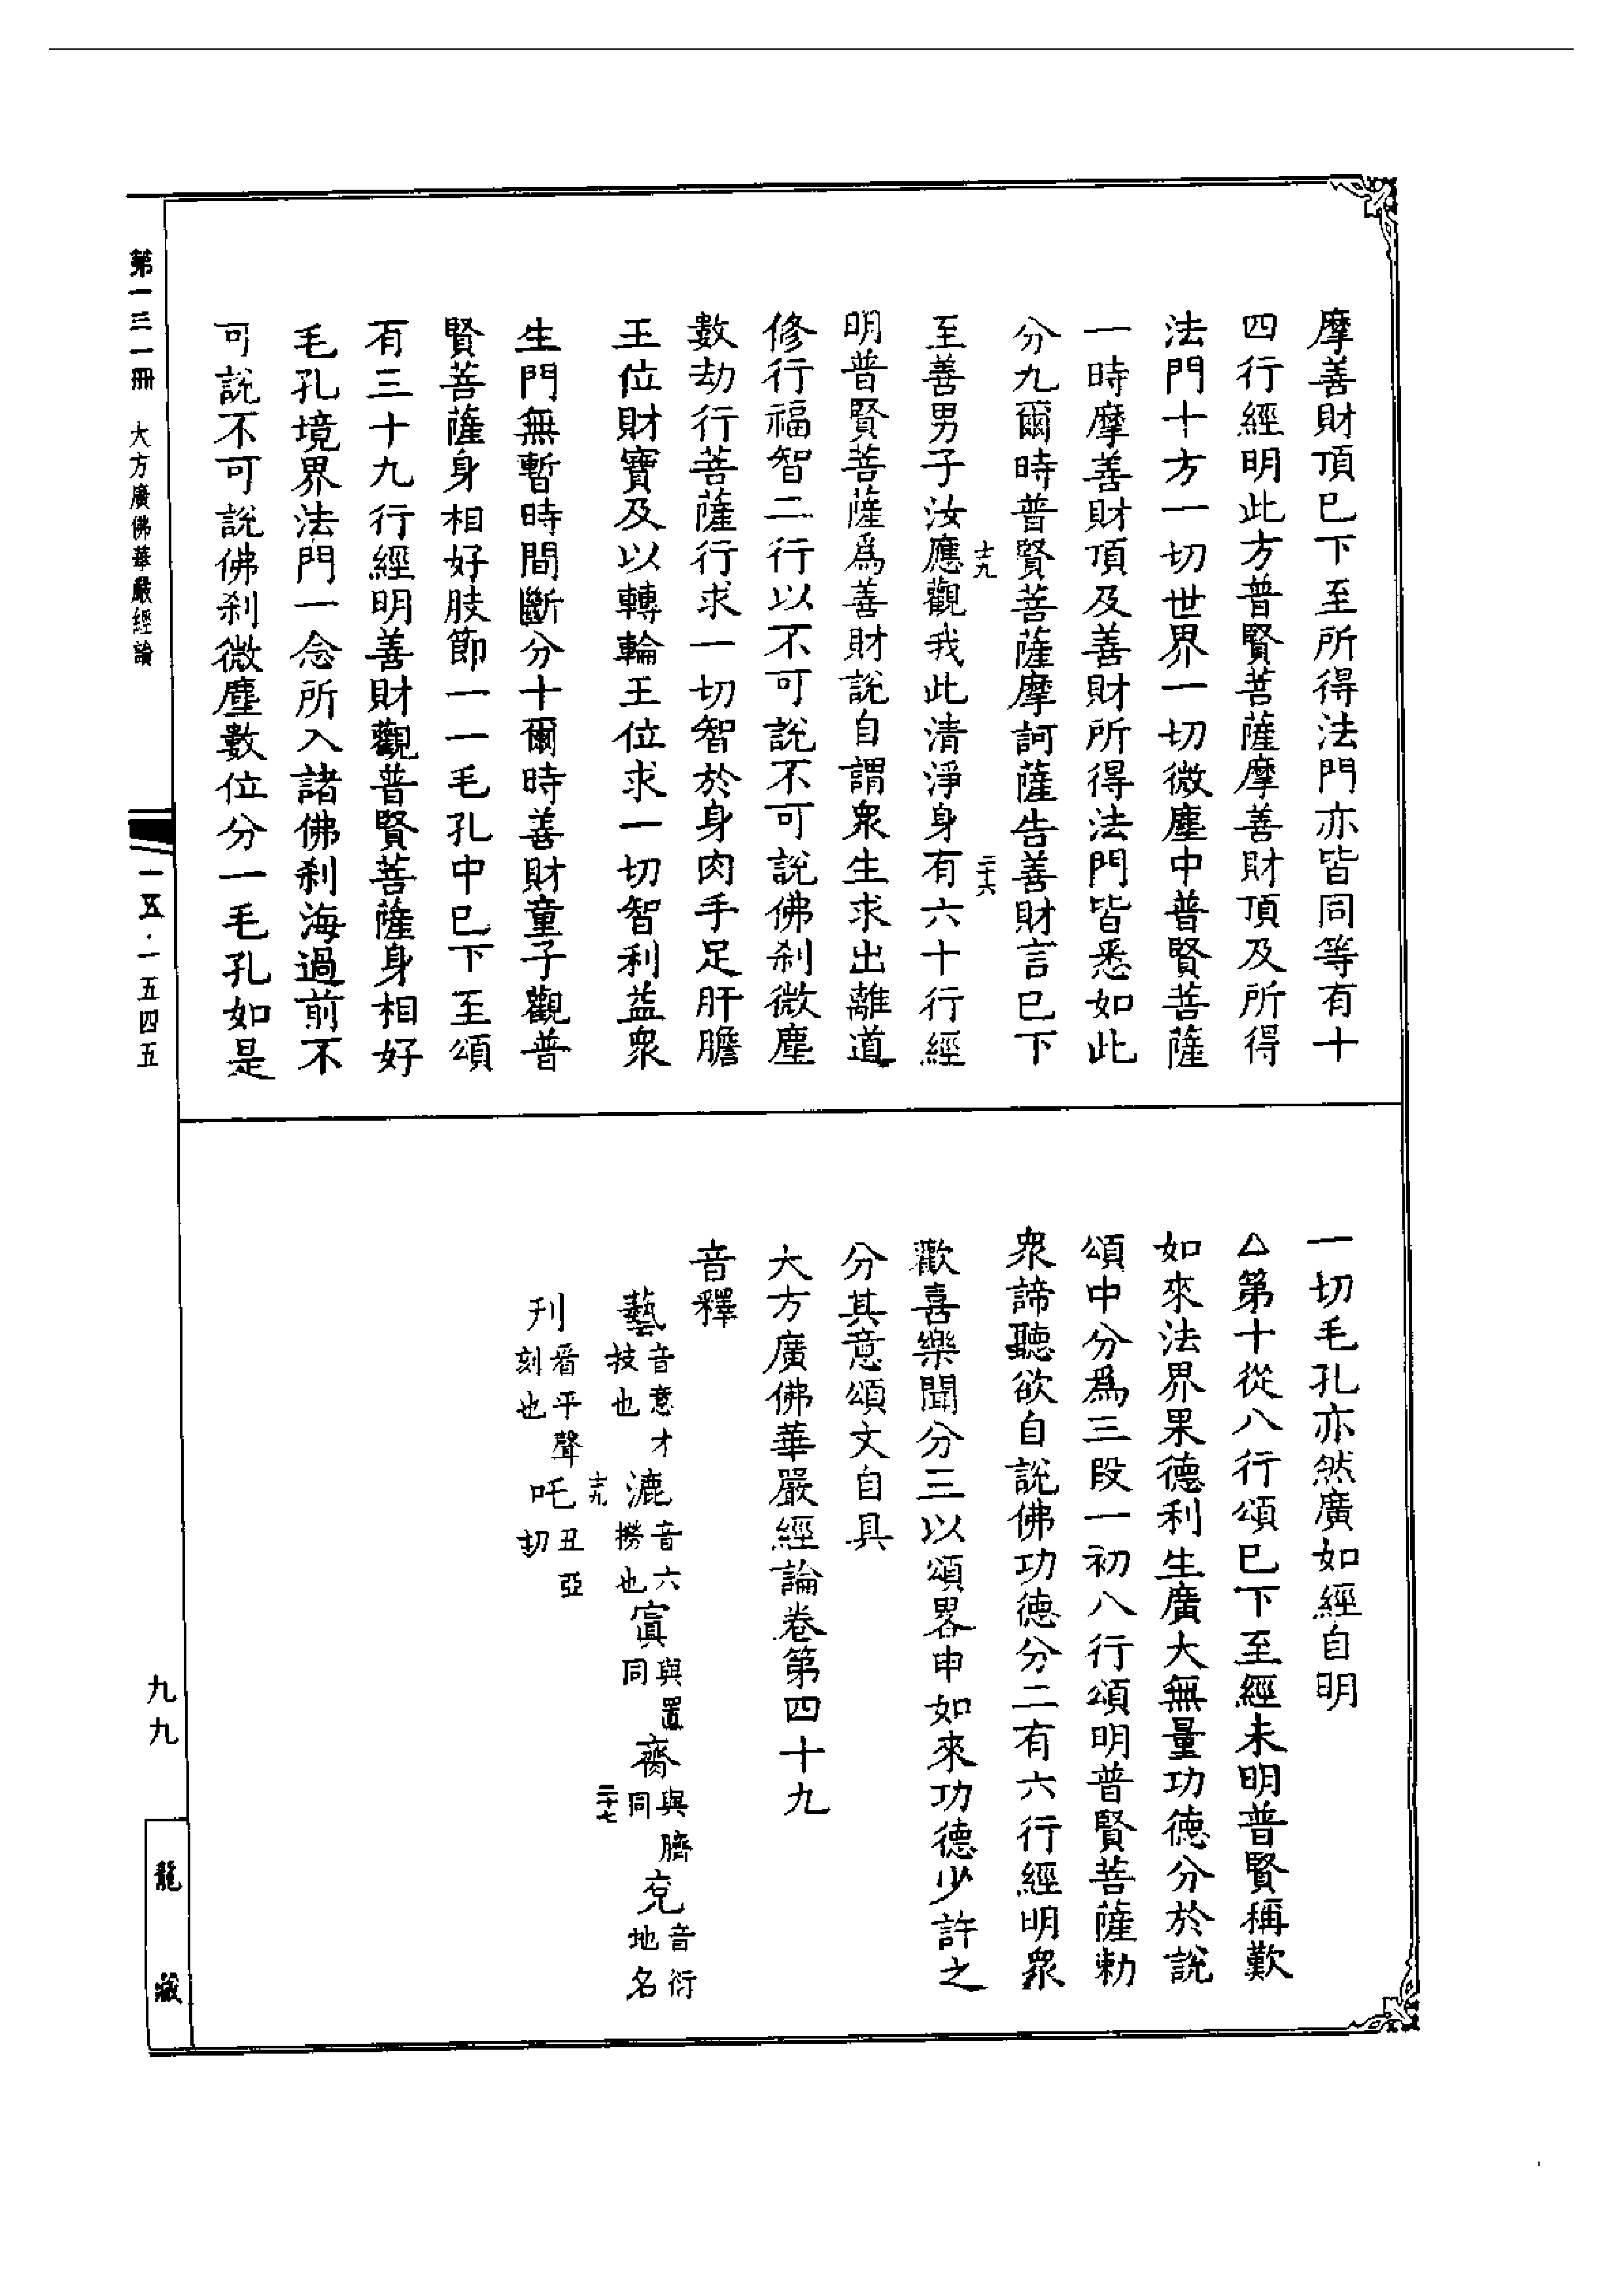 摩善財頂巳下至所得法門亦皆同等有十
四行經明此方普賢菩薩摩善財頂及所得
法門十方一切世界一切微塵中普賢菩薩
一時摩善財頂及善財所得法門皆悉如此
分九爾時普賢菩薩摩訶薩告善財言巳下
十九
二十六
至善男子汝應觀我此清淨身有六十行經
明普賢菩薩爲善財說自謂衆生求出離道
修行福智二行以不可說不可說佛刹微塵
數劫行菩薩行求一切智於身肉手足肝膽
王位財寶及以轉輪王位求一切智利益衆
生門無暫時間斷分十爾時善財童子觀普
賢菩薩身相好肢節一一毛孔中巳下至頌
有三十九行經明善財觀普賢菩薩身相好
毛孔境界法門一念所入諸佛刹海過前不
可說不可說佛刹微塵數位分一毛孔如是
一切毛孔亦然廣如經自明
△第十從八行頌巳下至經末明普賢稱歎
如來法界果德利生廣大無量功德分於說
頌中分爲三段一初八行頌明普賢菩薩勅
衆諦聽欲自說佛功德分二有六行經明衆
歡喜樂聞分三以頌畧申如來功德少許之
分其意頌文自具
大方廣佛華嚴經論卷第四十九
音釋
藝音意才技也 漉音六撈也 寘與置同 齎與臍同 兗音衍地名
十九
二十七
刊看平聲刻也 吒丑亞切
第一三一冊 大方廣佛華嚴經論
一五·一五四五
九九
龍藏